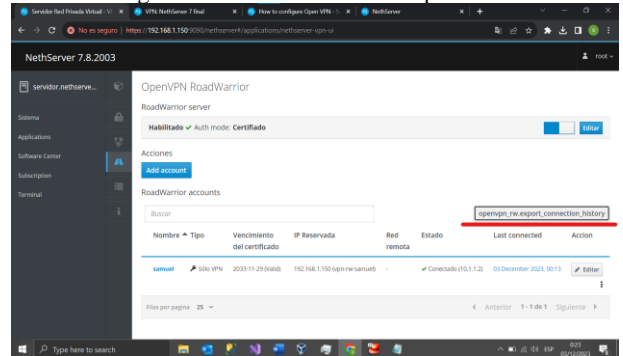 Servidor Red Privada Virtual - Vi
VPN: NethServer 7 final
How to configure Open VPN - S
NethServer
No es seguro | https://192.168.1.150:9090/nethserver#/applications/nethserver-vpn-ui
NethServer 7.8.2003
root
servidor.nethserve...
Sistema
Applications
Software Center
Subscription
Terminal
OpenVPN RoadWarrior
RoadWarrior server
Habilitado ✔ Auth mode: Certifiado
Editar
Acciones
Add account
RoadWarrior accounts
Buscar
openvpn_rw.export_connection_history
Nombre Tipo Vencimiento del certificado IP Reservada Red remota Estado Last connected Accion
samuel Sólo VPN 2033-11-29 (Valid) 192.168.1.150 (vpn-rw-samuel) - ✔ Conectado (10.1.1.2) 03 December 2023, 00:13 Editar
Filas por pagina 25
Anterior 1 - 1 de 1 Siguiente
Type here to search
ESP
0:23
03/12/2023